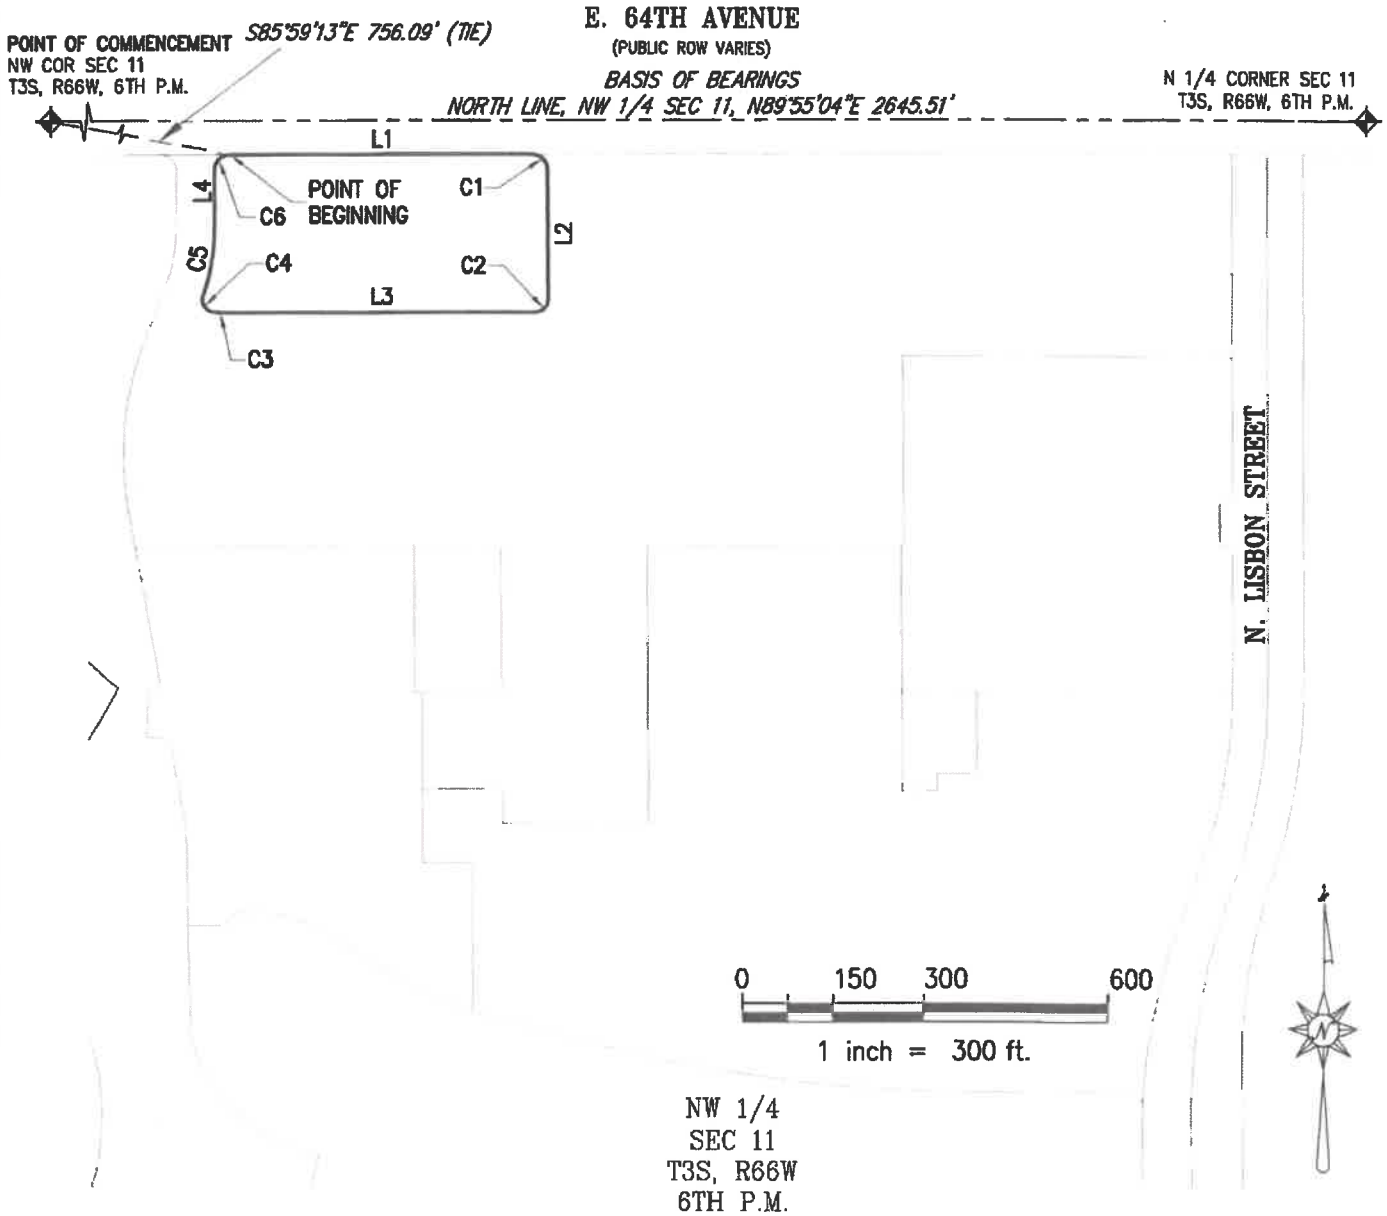 E. 64TH AVENUE
(PUBLIC ROW VARIES)
S85°59'13"E 756.09' (TIE)
POINT OF COMMENCEMENT
NW COR SEC 11
T3S, R66W, 6TH P.M.
BASIS OF BEARINGS
NORTH LINE, NW 1/4 SEC 11, N89°55'04"E 2645.51'
N 1/4 CORNER SEC 11
T3S, R66W, 6TH P.M.
L1
L4
POINT OF
BEGINNING
C1
C6
L2
C5
C4
C2
L3
C3
N. LISBON STREET
0 150 300 600
1 inch = 300 ft.
N
NW 1/4
SEC 11
T3S, R66W
6TH P.M.